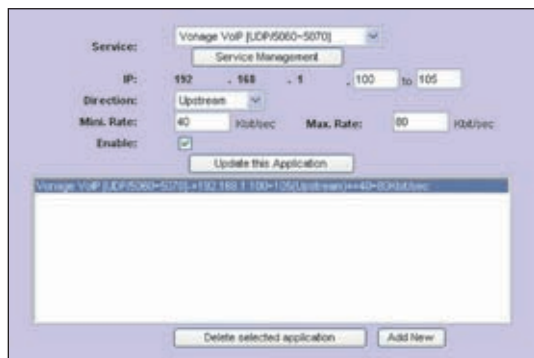 Service: Vonage VoIP [UDP/5060~5070]
Service Management
IP: 192 . 168 . 1 . 100 to 105
Direction: Upstream
Mini. Rate: 40 Kbit/sec Max. Rate: 80 Kbit/sec
Enable:
Update this Application
Vonage VoIP [UDP/5060~5070]->192.168.1.100~105(Upstream)=>40~80Kbit/sec
Delete selected application Add New